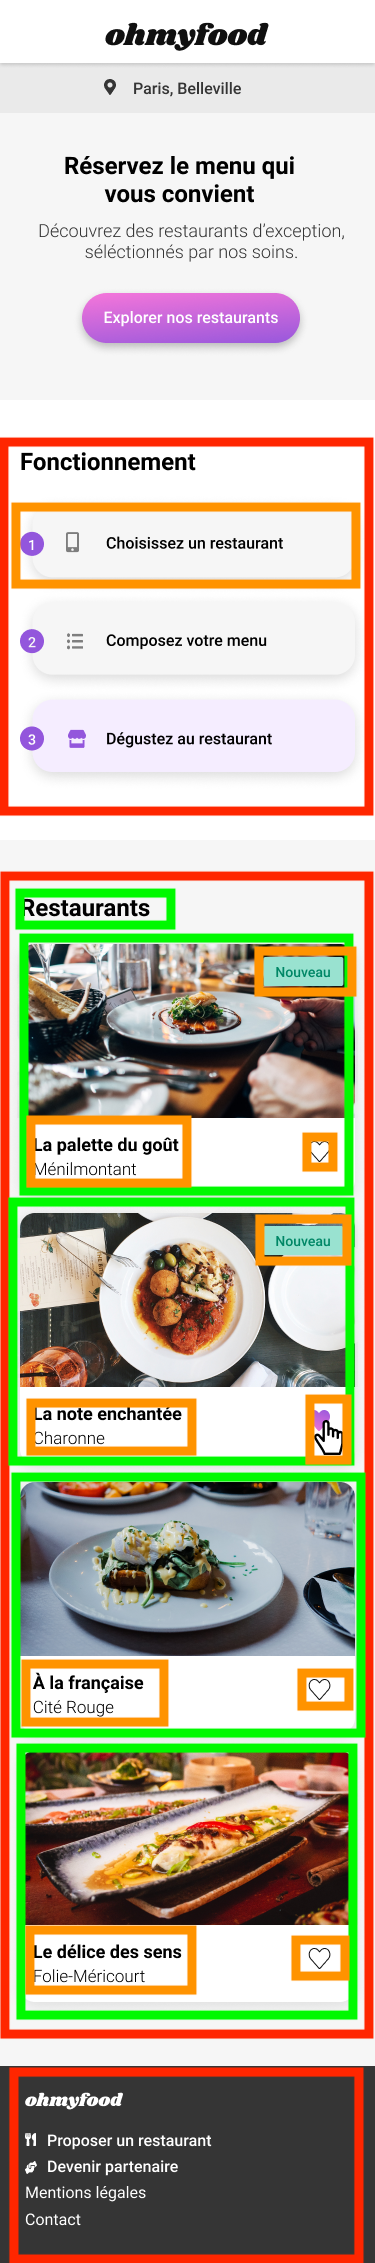 ohmyfood
Paris, Belleville
Réservez le menu qui
vous convient
Découvrez des restaurants d’exception,
séléctionnés par nos soins.
Explorer nos restaurants
Fonctionnement
1 Choisissez un restaurant
2 Composez votre menu
3 Dégustez au restaurant
Restaurants
Nouveau
La palette du goût
Ménilmontant
Nouveau
La note enchantée
Charonne
À la française
Cité Rouge
Le délice des sens
Folie-Méricourt
ohmyfood
Proposer un restaurant
Devenir partenaire
Mentions légales
Contact